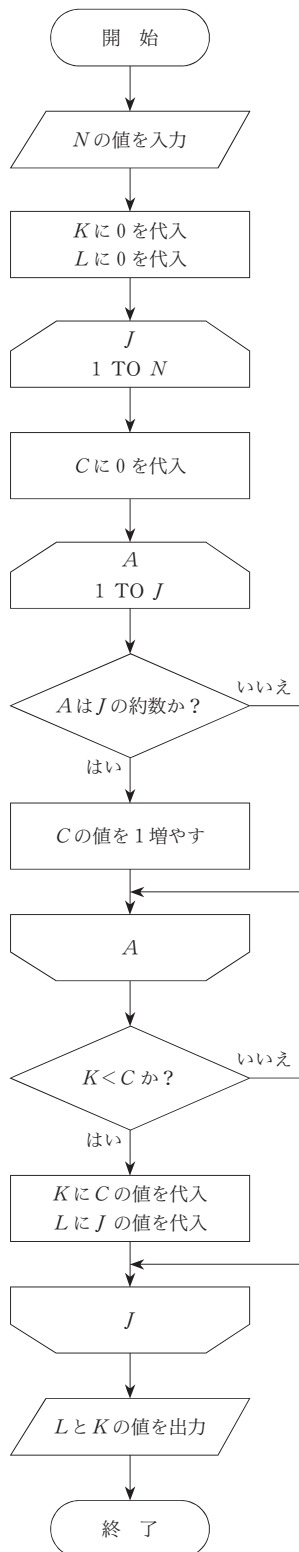 開 始
Nの値を入力
Kに0を代入
Lに0を代入
J
1 TO N
Cに0を代入
A
1 TO J
AはJの約数か？
いいえ
はい
Cの値を1増やす
A
K<Cか？
いいえ
はい
KにCの値を代入
LにJの値を代入
J
LとKの値を出力
終 了